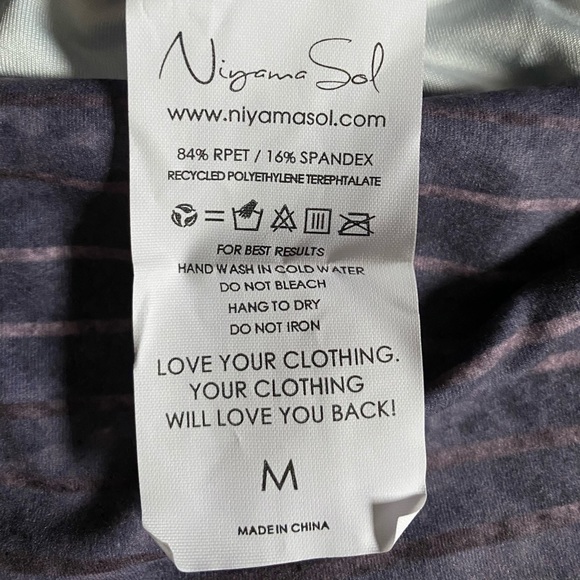 Niyama Sol
www.niyamasol.com
84% RPET / 16% SPANDEX
RECYCLED POLYETHYLENE TEREPHTALATE
=
FOR BEST RESULTS
HAND WASH IN COLD WATER
DO NOT BLEACH
HANG TO DRY
DO NOT IRON
LOVE YOUR CLOTHING.
YOUR CLOTHING
WILL LOVE YOU BACK!
M
MADE IN CHINA